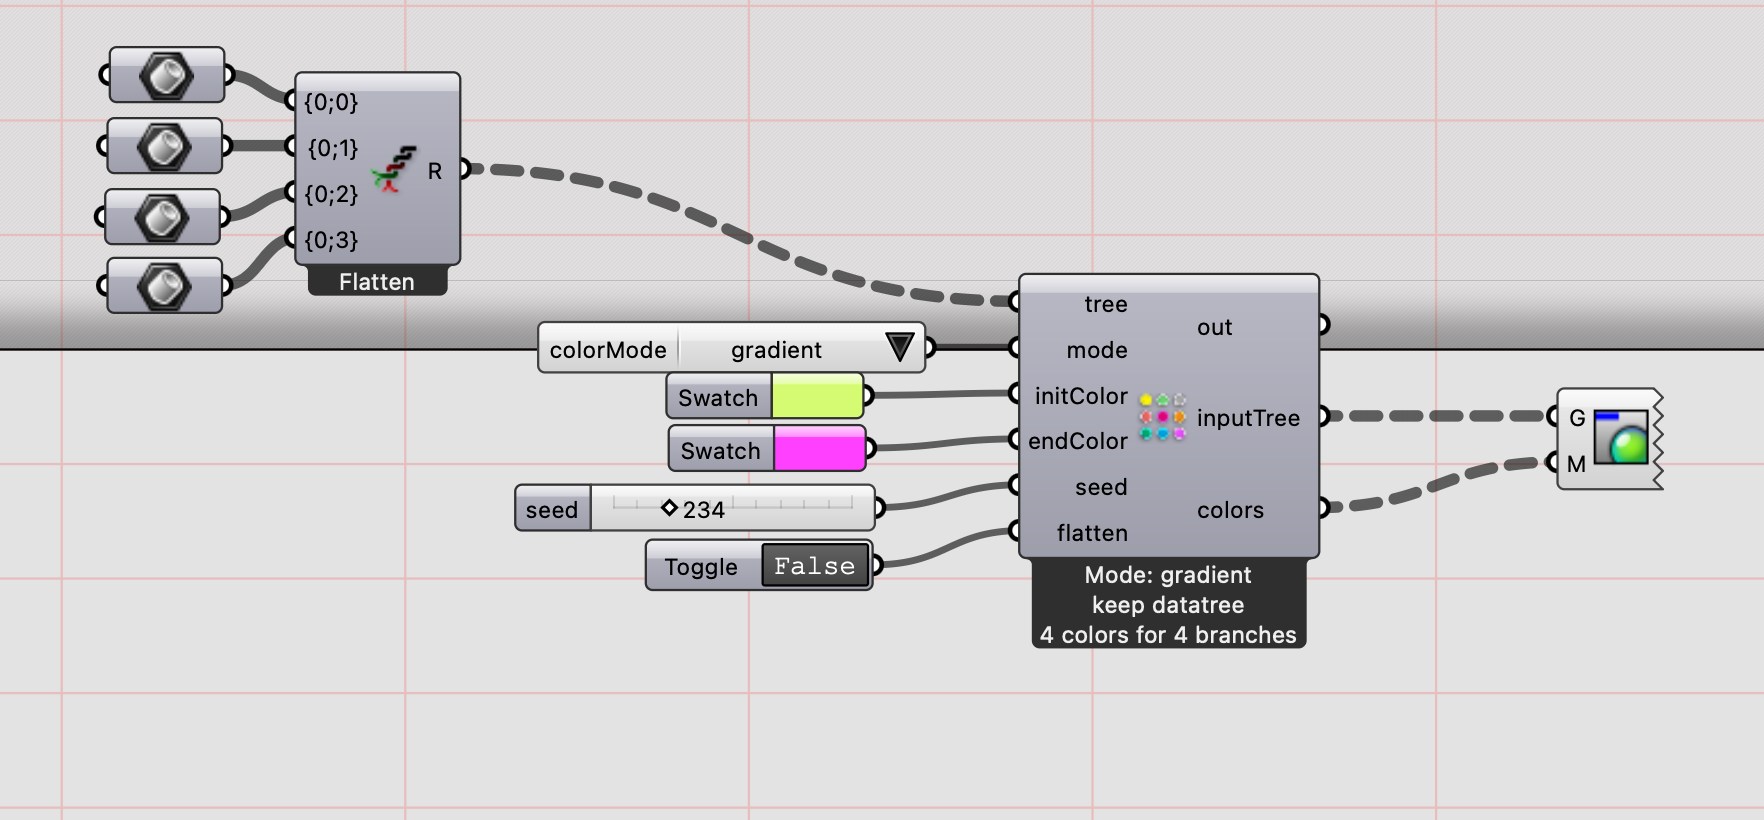 {0;0}
{0;1}
{0;2}
{0;3}
R
Flatten
colorMode gradient
Swatch
Swatch
seed 234
Toggle False
tree
mode
initColor
endColor
seed
flatten
out
inputTree
colors
Mode: gradient
keep datatree
4 colors for 4 branches
G
M